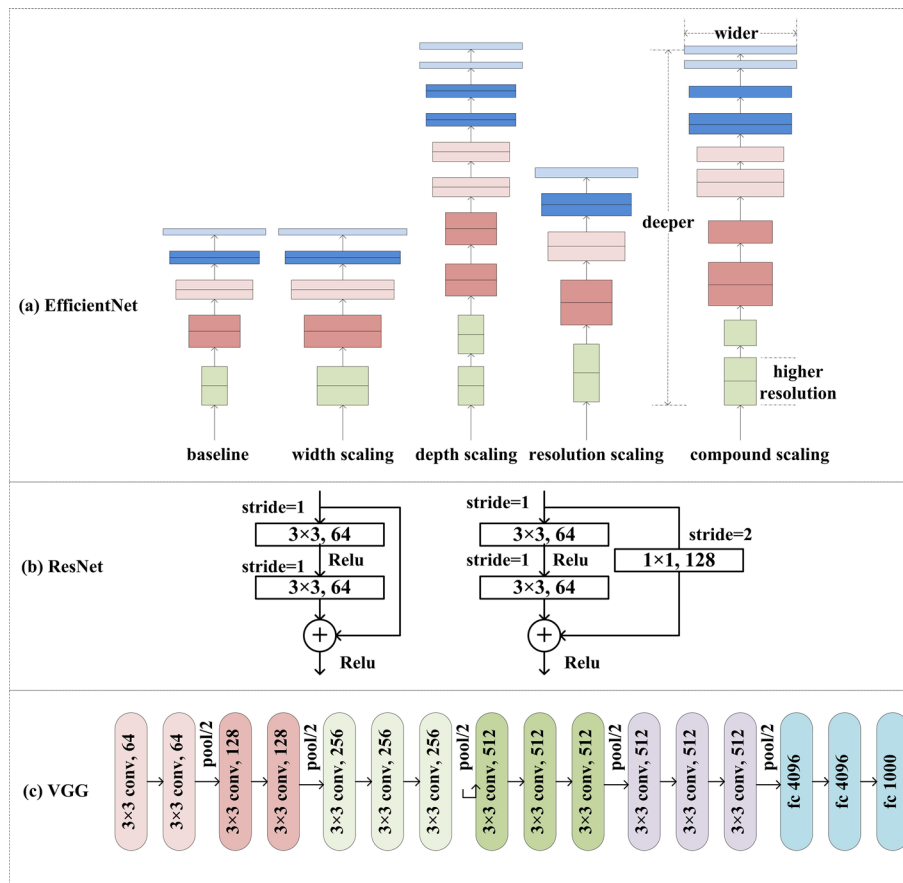 wider
deeper
(a) EfficientNet
higher
resolution
baseline
width scaling
depth scaling
resolution scaling
compound scaling
(b) ResNet
stride=1
3×3, 64
Relu
stride=1
3×3, 64
+
Relu
stride=1
3×3, 64
Relu
stride=1
3×3, 64
stride=2
1×1, 128
+
Relu
(c) VGG
3×3 conv, 64
3×3 conv, 64
pool/2
3×3 conv, 128
3×3 conv, 128
pool/2
3×3 conv, 256
3×3 conv, 256
3×3 conv, 256
pool/2
3×3 conv, 512
3×3 conv, 512
3×3 conv, 512
pool/2
3×3 conv, 512
3×3 conv, 512
3×3 conv, 512
pool/2
fc 4096
fc 4096
fc 1000